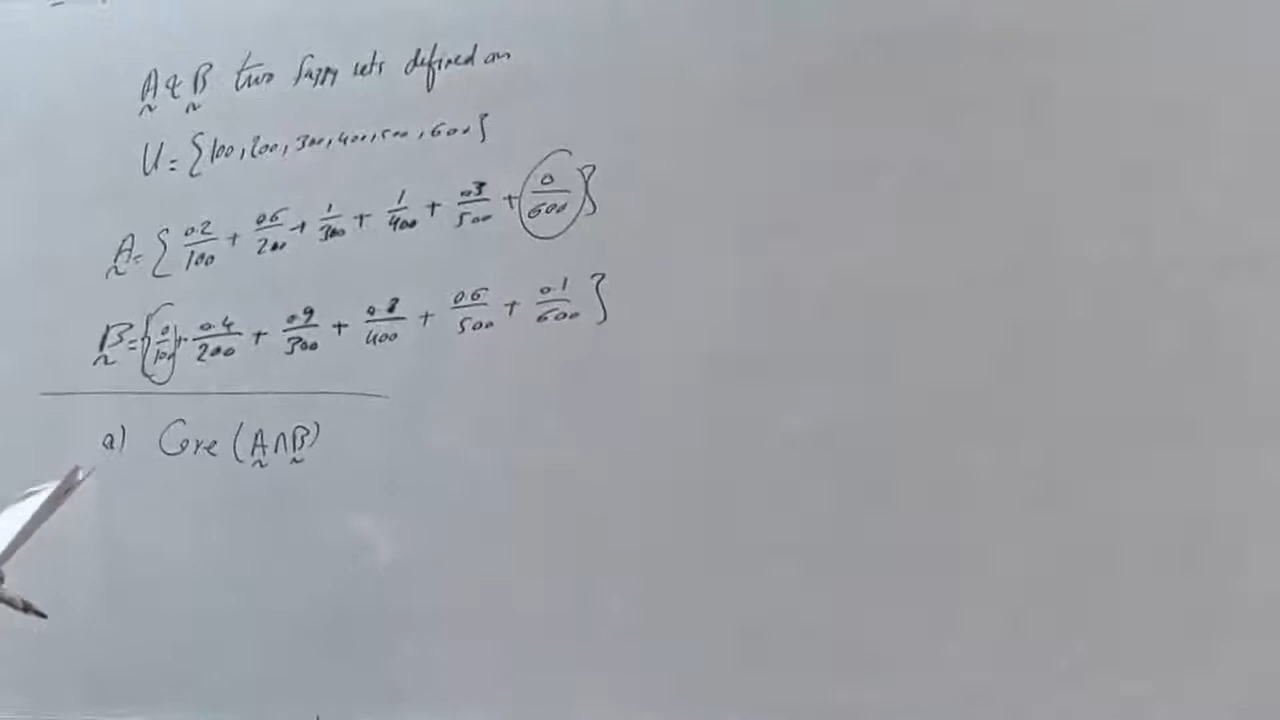 A & B two fuzzy sets defined on
~ ~
U = {100, 200, 300, 400, 500, 600}
A = { 0.2/100 + 0.6/200 + 1/300 + 1/400 + 0.3/500 + 0/600 }
~
B = { 0/100 + 0.4/200 + 0.9/300 + 0.8/400 + 0.6/500 + 0.1/600 }
~
a) Core (A ∩ B)
~ ~